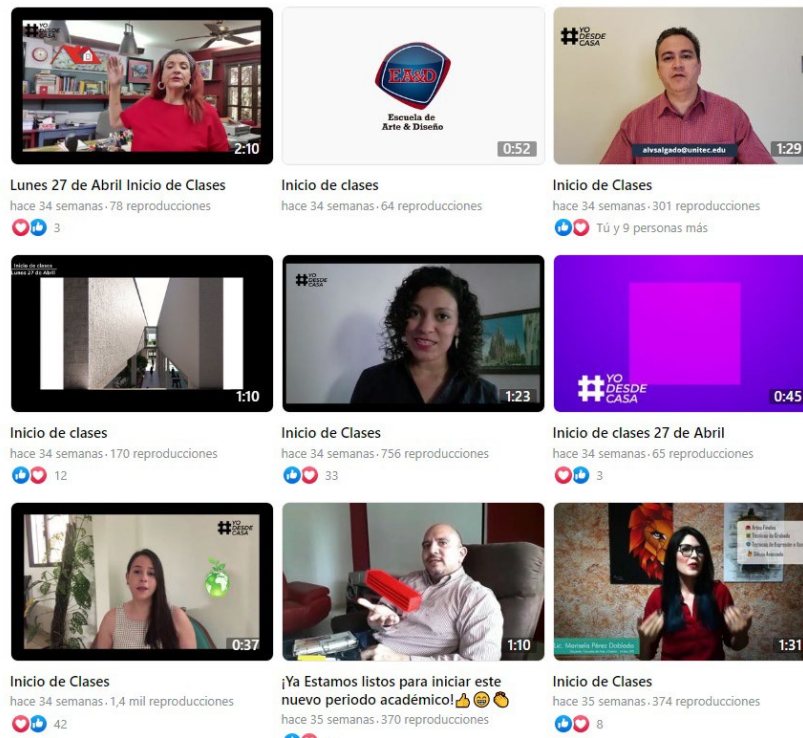 # YO DESDE CASA
2:10
EA&D
Escuela de
Arte & Diseño
0:52
# YO DESDE CASA
alvsalgado@unitec.edu
1:29
Lunes 27 de Abril Inicio de Clases
hace 34 semanas · 78 reproducciones
3
Inicio de clases
hace 34 semanas · 64 reproducciones
Inicio de Clases
hace 34 semanas · 301 reproducciones
Tú y 9 personas más
Inicio de clases
Lunes 27 de Abril
1:10
# YO DESDE CASA
1:23
# YO DESDE CASA
0:45
Inicio de clases
hace 34 semanas · 170 reproducciones
12
Inicio de Clases
hace 34 semanas · 756 reproducciones
33
Inicio de clases 27 de Abril
hace 34 semanas · 65 reproducciones
3
# YO DESDE CASA
0:37
1:10
Artes Finales
Técnicas de Grabado
Lic. Manuela Pérez Doblado
1:31
Inicio de Clases
hace 34 semanas · 1,4 mil reproducciones
42
¡Ya Estamos listos para iniciar este
nuevo periodo académico!👍😁👏
hace 35 semanas · 370 reproducciones
Inicio de Clases
hace 35 semanas · 374 reproducciones
8